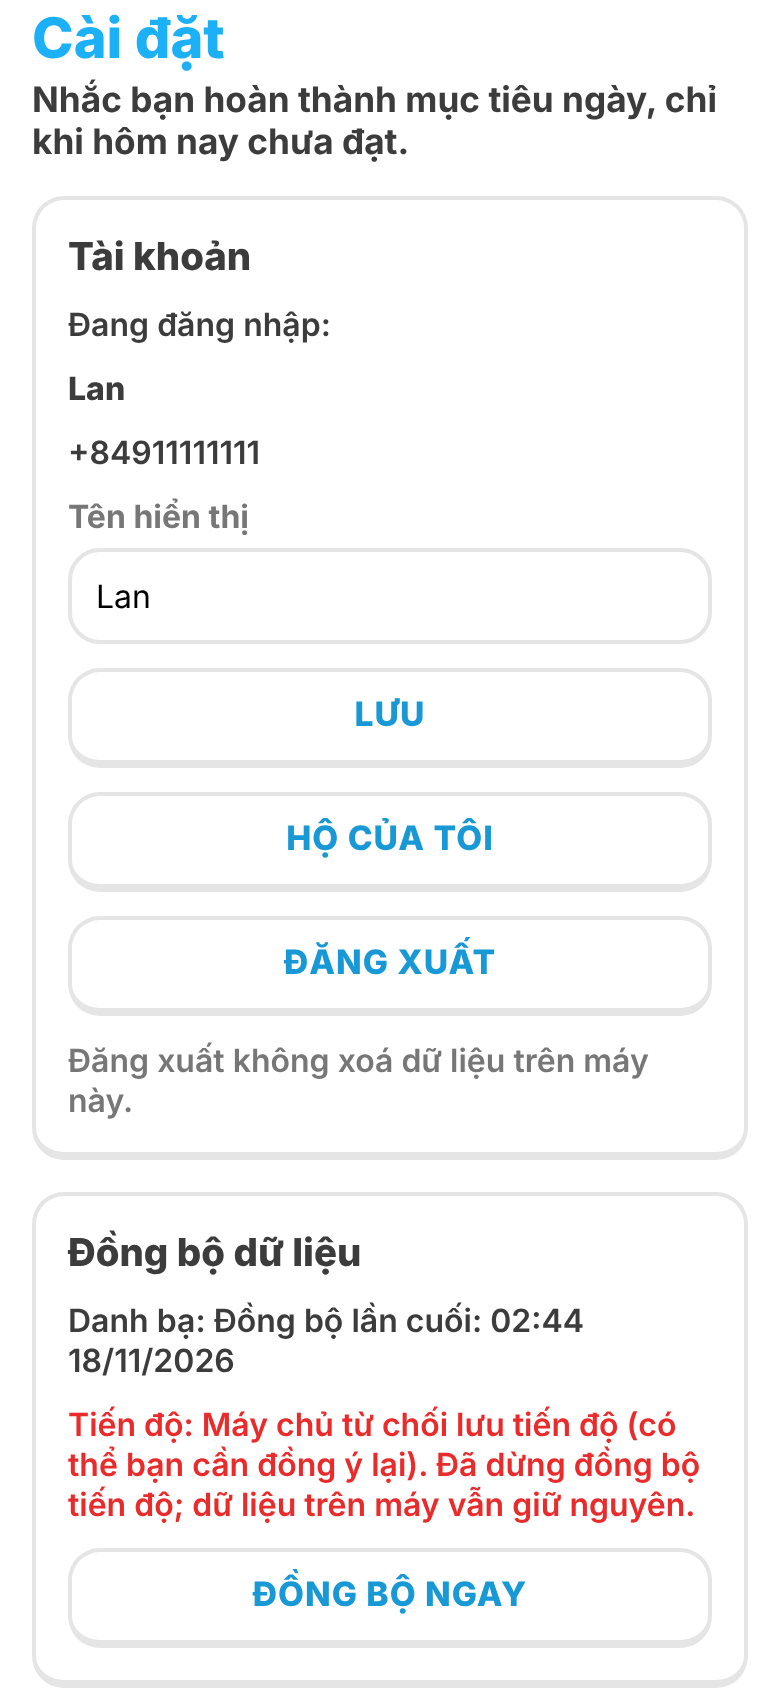 Cài đặt
Nhắc bạn hoàn thành mục tiêu ngày, chỉ
khi hôm nay chưa đạt.
Tài khoản
Đang đăng nhập:
Lan
+84911111111
Tên hiển thị
Lan
LƯU
HỘ CỦA TÔI
ĐĂNG XUẤT
Đăng xuất không xoá dữ liệu trên máy
này.
Đồng bộ dữ liệu
Danh bạ: Đồng bộ lần cuối: 02:44
18/11/2026
Tiến độ: Máy chủ từ chối lưu tiến độ (có
thể bạn cần đồng ý lại). Đã dừng đồng bộ
tiến độ; dữ liệu trên máy vẫn giữ nguyên.
ĐỒNG BỘ NGAY